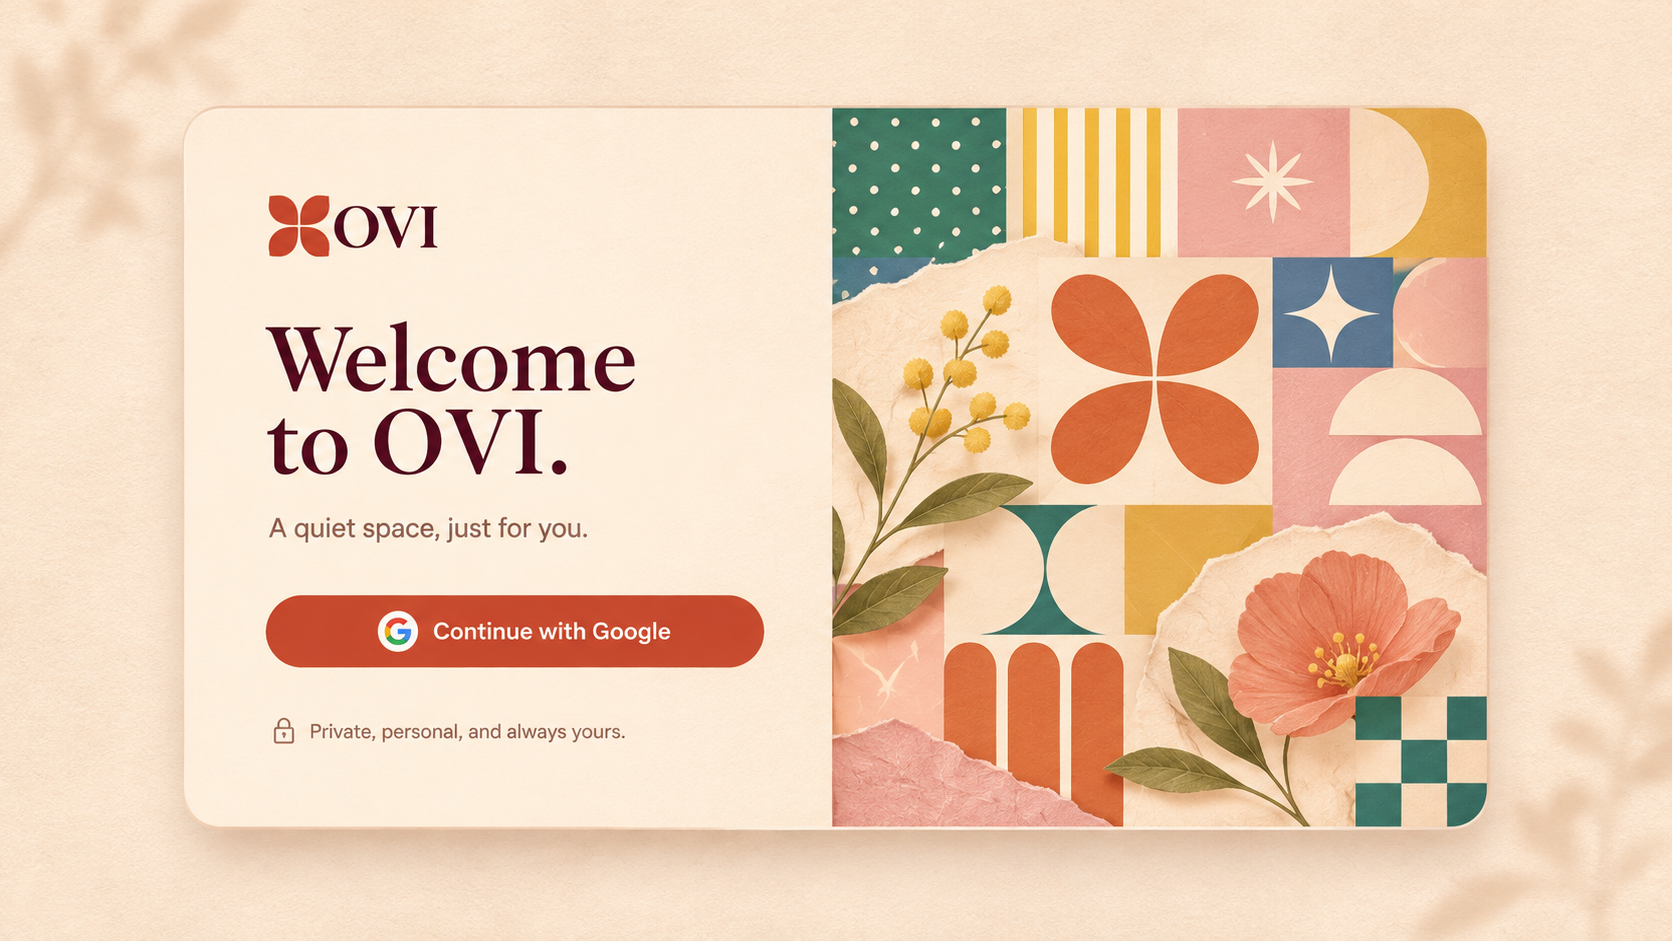 OVI
Welcome
to OVI.
A quiet space, just for you.
Continue with Google
Private, personal, and always yours.